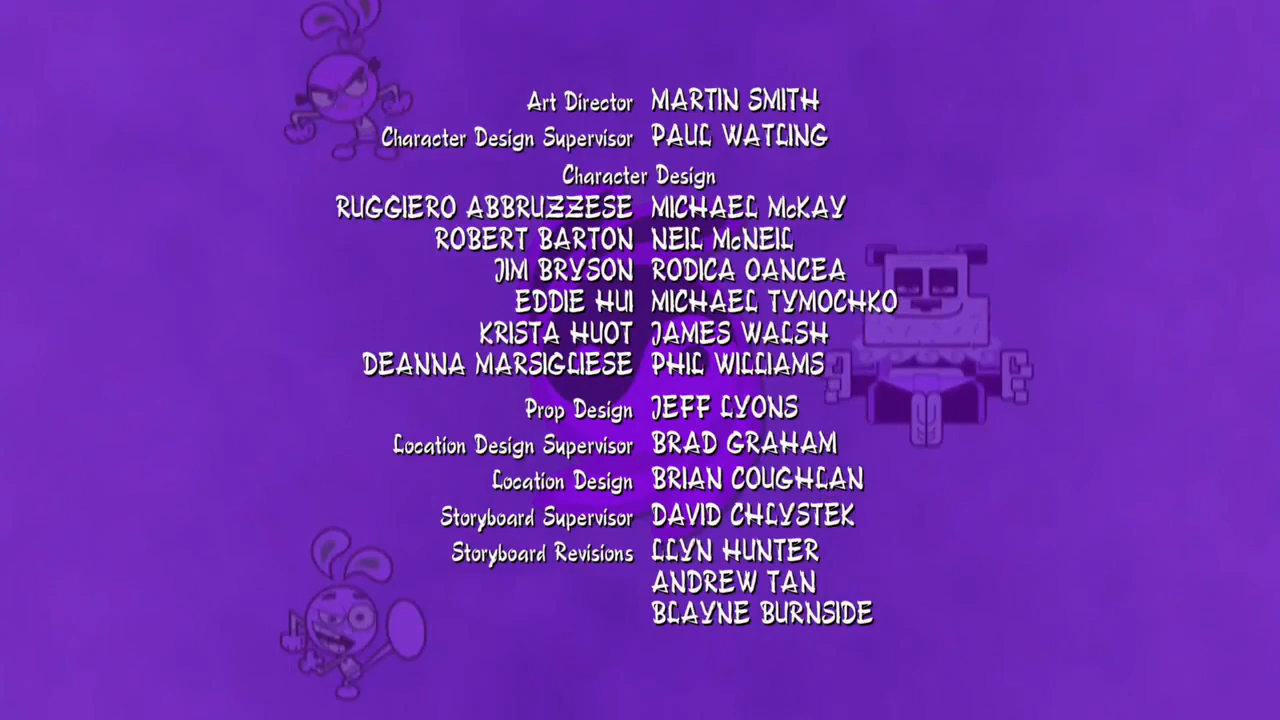 Art Director MARTIN SMITH
Character Design Supervisor PAUL WATLING
Character Design
RUGGIERO ABBRUZZESE MICHAEL McKAY
ROBERT BARTON NEIL McNEIL
JIM BRYSON RODICA OANCEA
EDDIE HUI MICHAEL TYMOCHKO
KRISTA HUOT JAMES WALSH
DEANNA MARSIGLIESE PHIL WILLIAMS
Prop Design JEFF LYONS
Location Design Supervisor BRAD GRAHAM
Location Design BRIAN COUGHLAN
Storyboard Supervisor DAVID CHLYSTEK
Storyboard Revisions LLYN HUNTER
ANDREW TAN
BLAYNE BURNSIDE